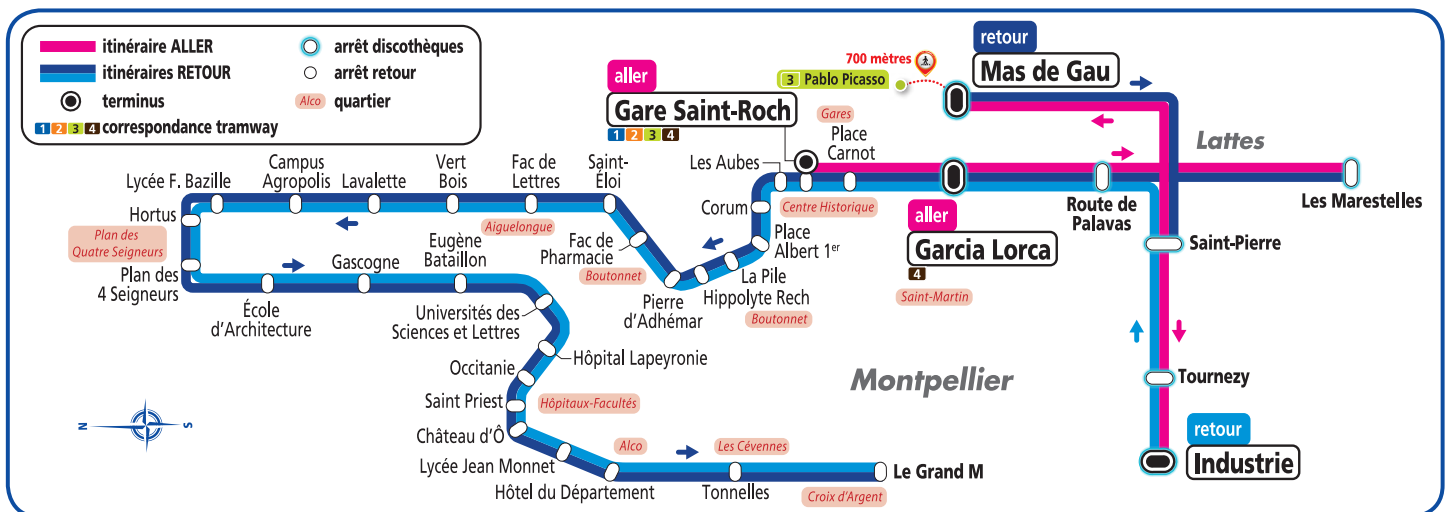 itinéraire ALLER
itinéraires RETOUR
terminus
1 2 3 4 correspondance tramway
arrêt discothèques
arrêt retour
Alco quartier
aller
Gare Saint-Roch
1 2 3 4
700 mètres
3 Pablo Picasso
retour
Mas de Gau
Gares
Place
Carnot
Lattes
Les Marestelles
Route de
Palavas
Saint-Pierre
Tournezy
retour
Industrie
aller
Garcia Lorca
4
Saint-Martin
Montpellier
Les Aubes
Centre Historique
Corum
Place
Albert 1er
La Pile
Hippolyte Rech
Boutonnet
Pierre
d'Adhémar
Fac de
Pharmacie
Boutonnet
Saint-
Éloi
Fac de
Lettres
Aiguelongue
Vert
Bois
Lavalette
Campus
Agropolis
Lycée F. Bazille
Hortus
Plan des
Quatre Seigneurs
Plan des
4 Seigneurs
École
d'Architecture
Gascogne
Eugène
Bataillon
Universités des
Sciences et Lettres
Hôpital Lapeyronie
Occitanie
Saint Priest
Hôpitaux-Facultés
Château d'Ô
Lycée Jean Monnet
Alco
Hôtel du Département
Les Cévennes
Tonnelles
Croix d'Argent
Le Grand M
N
S